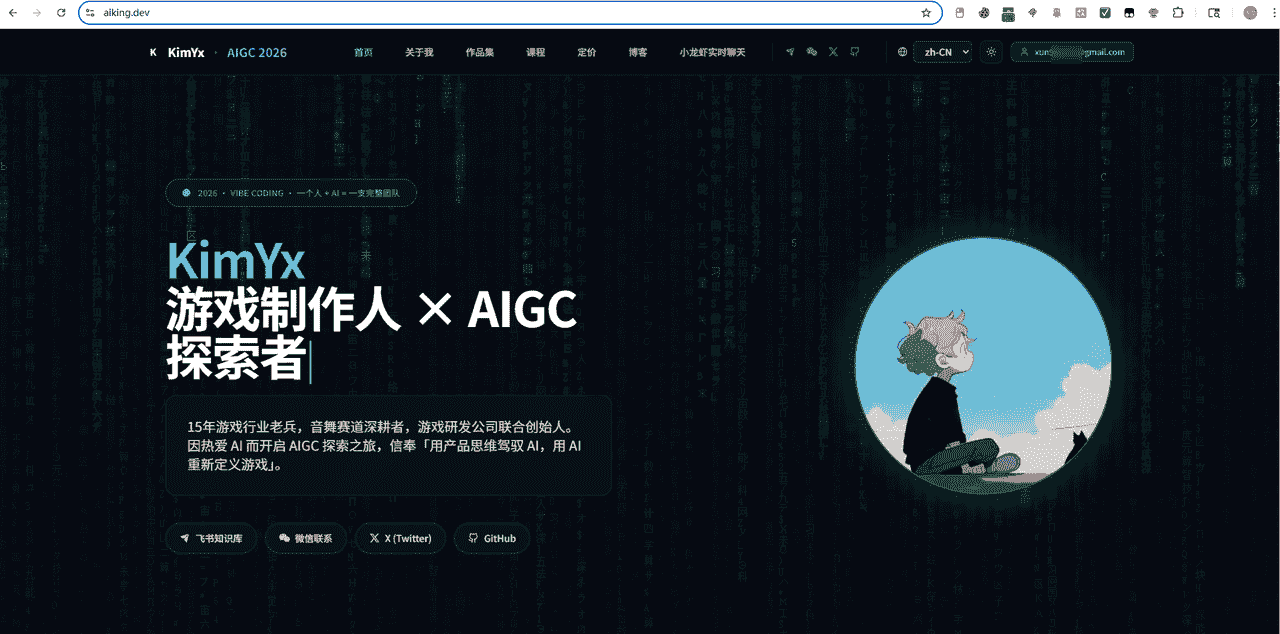 aiking.dev
K KimYx · AIGC 2026
首页 关于我 作品集 课程 定价 博客 小龙虾实时聊天
zh-CN
xun gmail.com
2026 · VIBE CODING · 一个人 + AI = 一支完整团队
KimYx
游戏制作人 × AIGC
探索者
15年游戏行业老兵，音舞赛道深耕者，游戏研发公司联合创始人。
因热爱 AI 而开启 AIGC 探索之旅，信奉「用产品思维驾驭 AI，用 AI
重新定义游戏」。
飞书知识库 微信联系 X (Twitter) GitHub